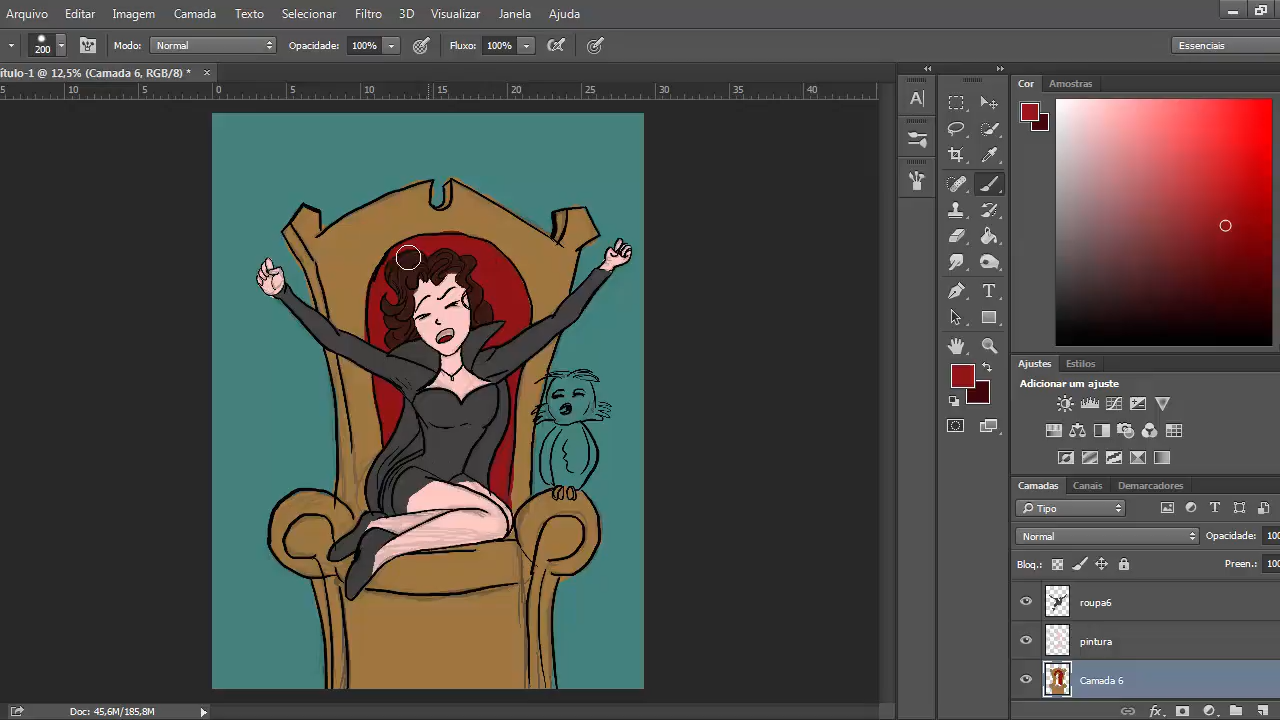 Arquivo Editar Imagem Camada Texto Selecionar Filtro 3D Visualizar Janela Ajuda
200 Modo: Normal Opacidade: 100% Fluxo: 100% Essenciais
ítulo-1 @ 12,5% (Camada 6, RGB/8) * ×
5 10 5 0 5 10 15 20 25 30 35 40
Cor Amostras
Ajustes Estilos
Adicionar um ajuste
Camadas Canais Demarcadores
Tipo
Normal Opacidade: 100
Bloq.: Preen.: 100
roupa6
pintura
Camada 6
Doc: 45,6M/185,8M